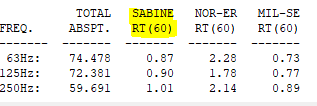 TOTAL SABINE NOR-ER MIL-SE
FREQ. ABSPT. RT(60) RT(60) RT(60)
------- ------- ------- ------- -------
63Hz: 74.478 0.87 2.28 0.73
125Hz: 72.381 0.90 1.78 0.77
250Hz: 59.691 1.01 2.14 0.89